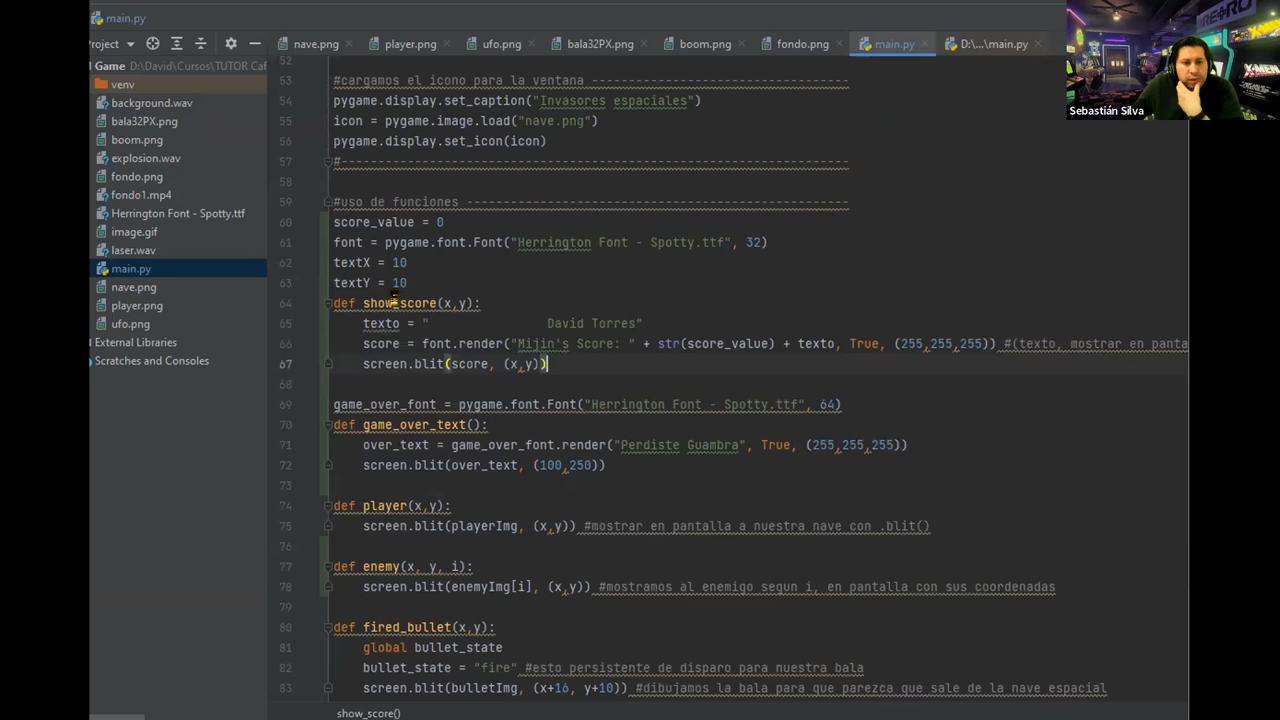 main.py
Project
nave.png
player.png
ufo.png
bala32PX.png
boom.png
fondo.png
main.py
D:\...\main.py
RETRO
X-MEN
Sebastián Silva
Game D:\David\Cursos\TUTOR Caf
venv
background.wav
bala32PX.png
boom.png
explosion.wav
fondo.png
fondo1.mp4
Herrington Font - Spotty.ttf
image.gif
laser.wav
main.py
nave.png
player.png
ufo.png
External Libraries
Scratches and Consoles
52
53 #cargamos el icono para la ventana ------------------------------------
54 pygame.display.set_caption("Invasores espaciales")
55 icon = pygame.image.load("nave.png")
56 pygame.display.set_icon(icon)
57 #---------------------------------------------------------------------
58
59 #uso de funciones ----------------------------------------------------
60 score_value = 0
61 font = pygame.font.Font("Herrington Font - Spotty.ttf", 32)
62 textX = 10
63 textY = 10
64 def show_score(x,y):
65 texto = "                David Torres"
66 score = font.render("Mijin's Score: " + str(score_value) + texto, True, (255,255,255)) #(texto, mostrar en panta
67 screen.blit(score, (x,y))
68
69 game_over_font = pygame.font.Font("Herrington Font - Spotty.ttf", 64)
70 def game_over_text():
71 over_text = game_over_font.render("Perdiste Guambra", True, (255,255,255))
72 screen.blit(over_text, (100,250))
73
74 def player(x,y):
75 screen.blit(playerImg, (x,y)) #mostrar en pantalla a nuestra nave con .blit()
76
77 def enemy(x, y, i):
78 screen.blit(enemyImg[i], (x,y)) #mostramos al enemigo segun i, en pantalla con sus coordenadas
79
80 def fired_bullet(x,y):
81 global bullet_state
82 bullet_state = "fire" #esto persistente de disparo para nuestra bala
83 screen.blit(bulletImg, (x+16, y+10)) #dibujamos la bala para que parezca que sale de la nave espacial
show_score()